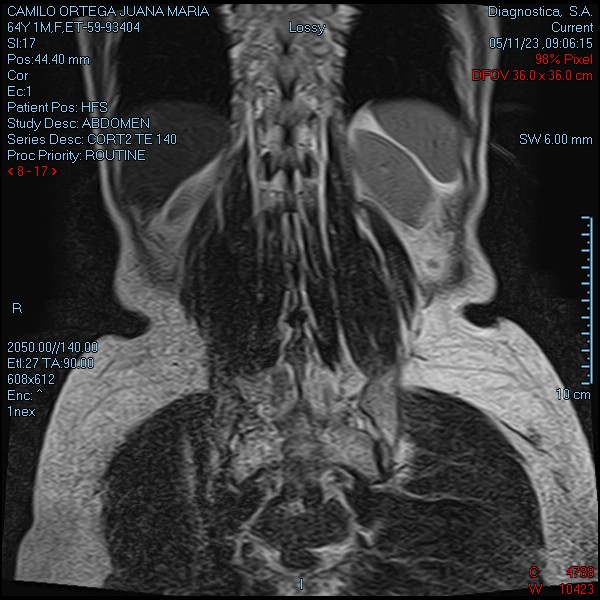 CAMILO ORTEGA JUANA MARIA
64Y 1M,F,ET-59-93404
SI:17
Pos:44.40 mm
Cor
Ec:1
Patient Pos: HFS
Study Desc: ABDOMEN
Series Desc: CORT2 TE 140
Proc Priority: ROUTINE
< 8 - 17 >
Lossy
Diagnostica, S.A.
Current
05/11/23 ,09:06:15
98% Pixel
DFOV 36.0 x 36.0 cm
SW 6.00 mm
R
2050.00//140.00
Etl:27 TA:90.00
608x612
Enc: ^
1nex
10 cm
I
C 4788
W 10423